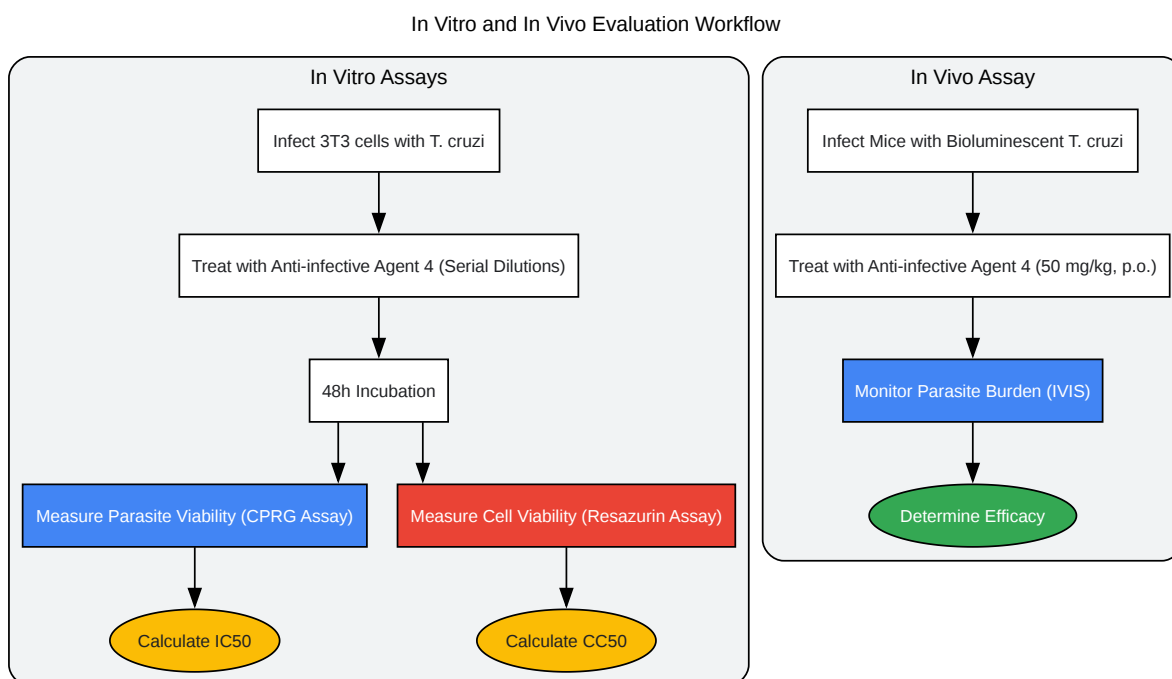 In Vitro and In Vivo Evaluation Workflow
In Vitro Assays
Infect 3T3 cells with T. cruzi
Treat with Anti-infective Agent 4 (Serial Dilutions)
48h Incubation
Measure Parasite Viability (CPRG Assay)
Measure Cell Viability (Resazurin Assay)
Calculate IC50
Calculate CC50
In Vivo Assay
Infect Mice with Bioluminescent T. cruzi
Treat with Anti-infective Agent 4 (50 mg/kg, p.o.)
Monitor Parasite Burden (IVIS)
Determine Efficacy